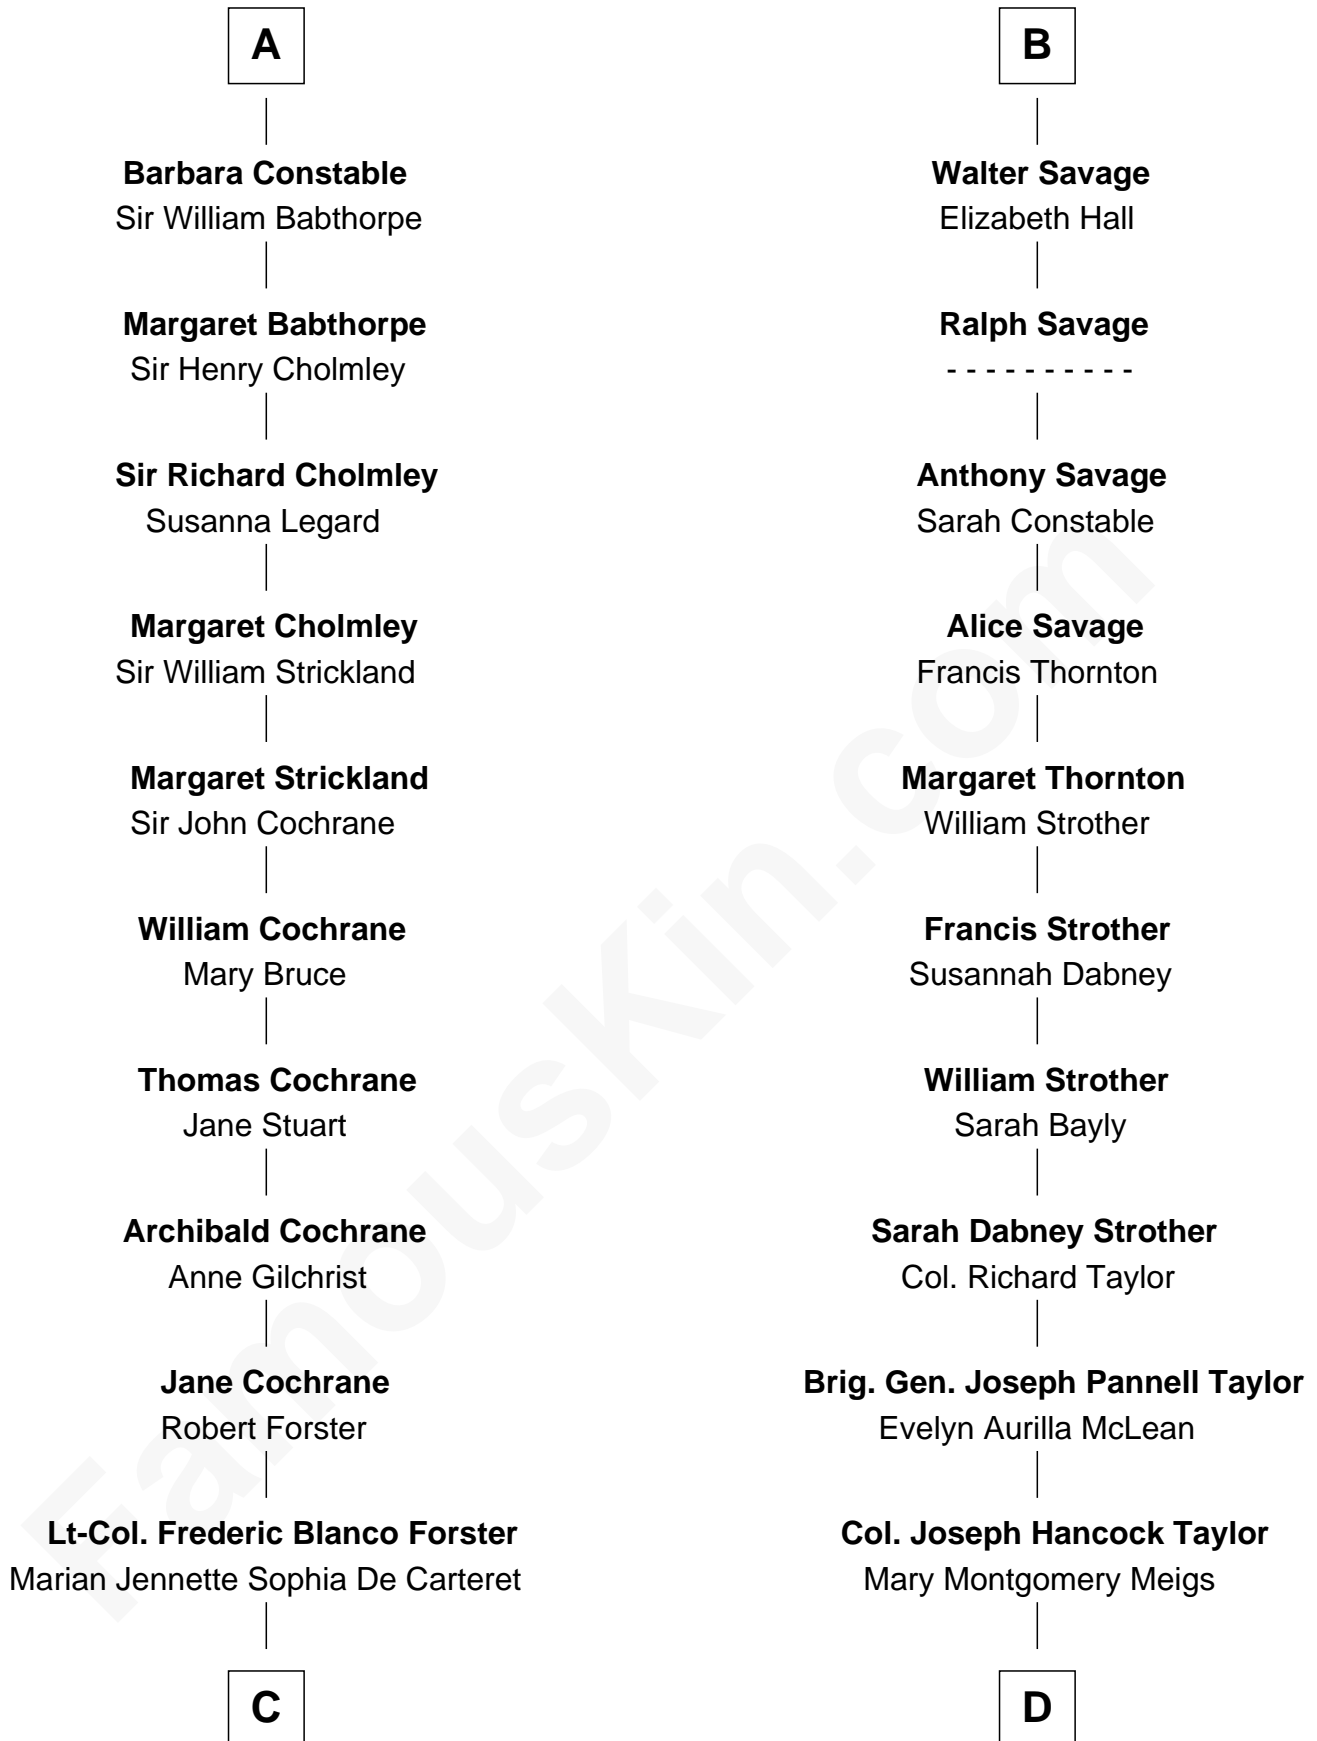 A
Barbara Constable
Sir William Babthorpe
Margaret Babthorpe
Sir Henry Cholmley
Sir Richard Cholmley
Susanna Legard
Margaret Cholmley
Sir William Strickland
Margaret Strickland
Sir John Cochrane
William Cochrane
Mary Bruce
Thomas Cochrane
Jane Stuart
Archibald Cochrane
Anne Gilchrist
Jane Cochrane
Robert Forster
Lt-Col. Frederic Blanco Forster
Marian Jennette Sophia De Carteret
C
B
Walter Savage
Elizabeth Hall
Ralph Savage
- - - - - - - - - -
Anthony Savage
Sarah Constable
Alice Savage
Francis Thornton
Margaret Thornton
William Strother
Francis Strother
Susannah Dabney
William Strother
Sarah Bayly
Sarah Dabney Strother
Col. Richard Taylor
Brig. Gen. Joseph Pannell Taylor
Evelyn Aurilla McLean
Col. Joseph Hancock Taylor
Mary Montgomery Meigs
D
FamousKin.com